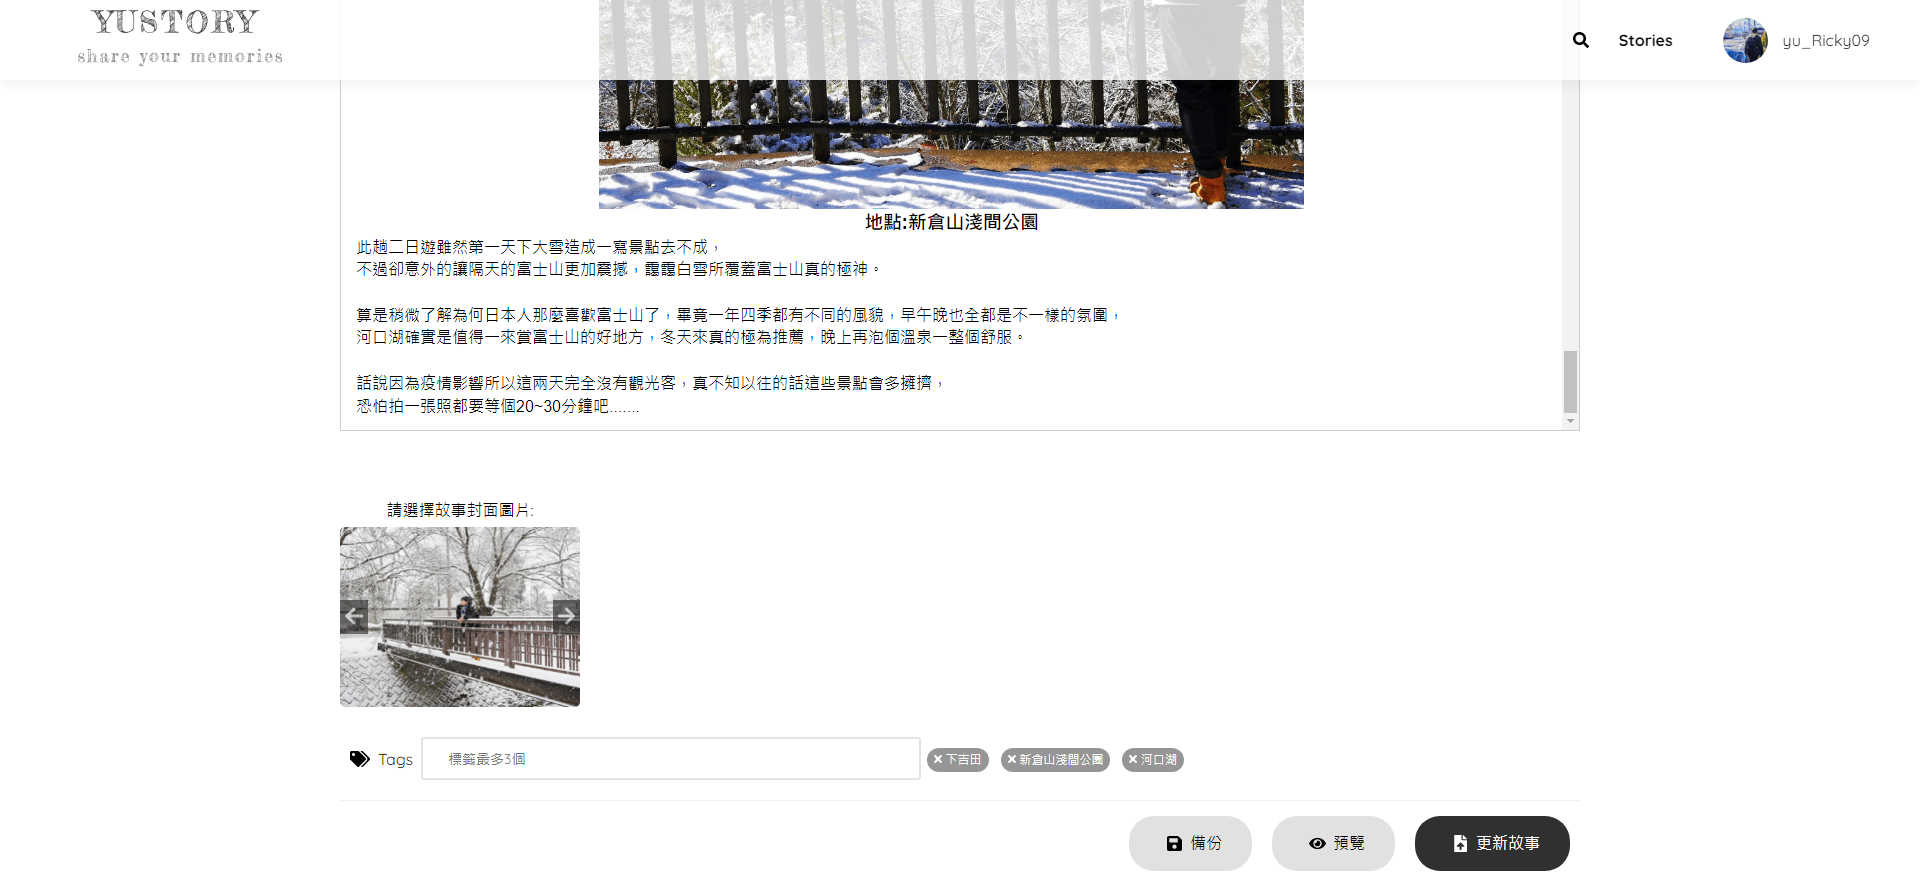 YUSTORY
share your memories
Stories
yu_Ricky09
地點:新倉山淺間公園
此趟二日遊雖然第一天下大雪造成一寫景點去不成，
不過卻意外的讓隔天的富士山更加震撼，靄靄白雪所覆蓋富士山真的極神。
算是稍微了解為何日本人那麼喜歡富士山了，畢竟一年四季都有不同的風貌，早午晚也全都是不一樣的氛圍，
河口湖確實是值得一來賞富士山的好地方，冬天來真的極為推薦，晚上再泡個溫泉一整個舒服。
話說因為疫情影響所以這兩天完全沒有觀光客，真不知以往的話這些景點會多擁擠，
恐怕拍一張照都要等個20~30分鐘吧.......
請選擇故事封面圖片:
Tags
標籤最多3個
下吉田
新倉山淺間公園
河口湖
備份
預覽
更新故事